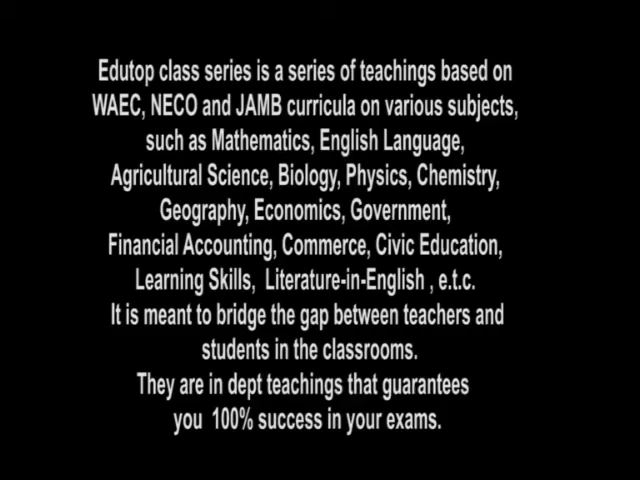 Edutop class series is a series of teachings based on
WAEC, NECO and JAMB curricula on various subjects,
such as Mathematics, English Language,
Agricultural Science, Biology, Physics, Chemistry,
Geography, Economics, Government,
Financial Accounting, Commerce, Civic Education,
Learning Skills,  Literature-in-English , e.t.c.
It is meant to bridge the gap between teachers and
students in the classrooms.
They are in dept teachings that guarantees
you  100% success in your exams.